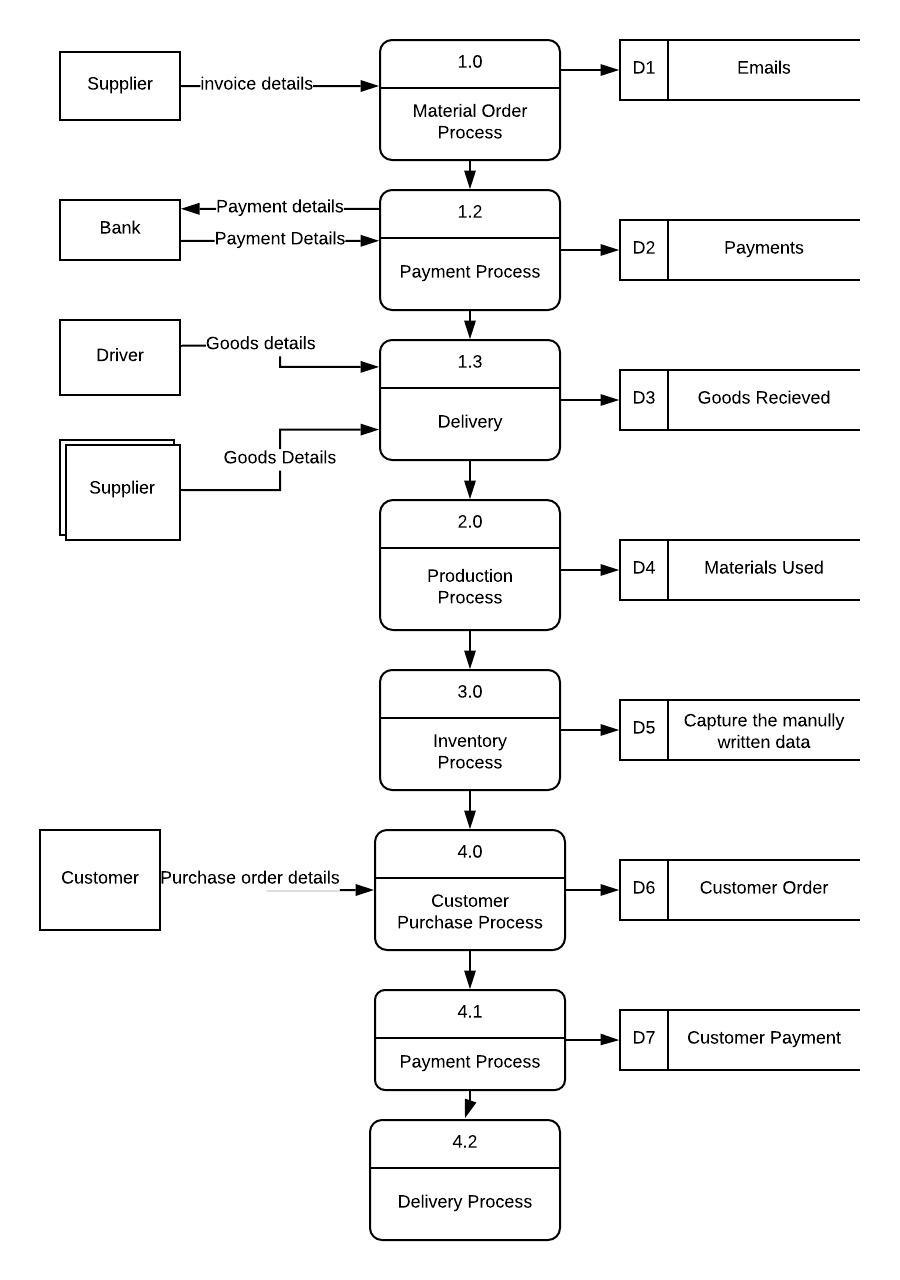 1.0
D1
Emails
Supplier
invoice details
Material Order
Process
Payment details
1.2
Bank
Payment Details
D2
Payments
Payment Process
Driver
Goods details
1.3
D3
Goods Recieved
Delivery
Goods Details
Supplier
2.0
D4
Materials Used
Production
Process
3.0
D5
Capture the manully
written data
Inventory
Process
4.0
Customer
Purchase order details
D6
Customer Order
Customer
Purchase Process
4.1
D7
Customer Payment
Payment Process
4.2
Delivery Process